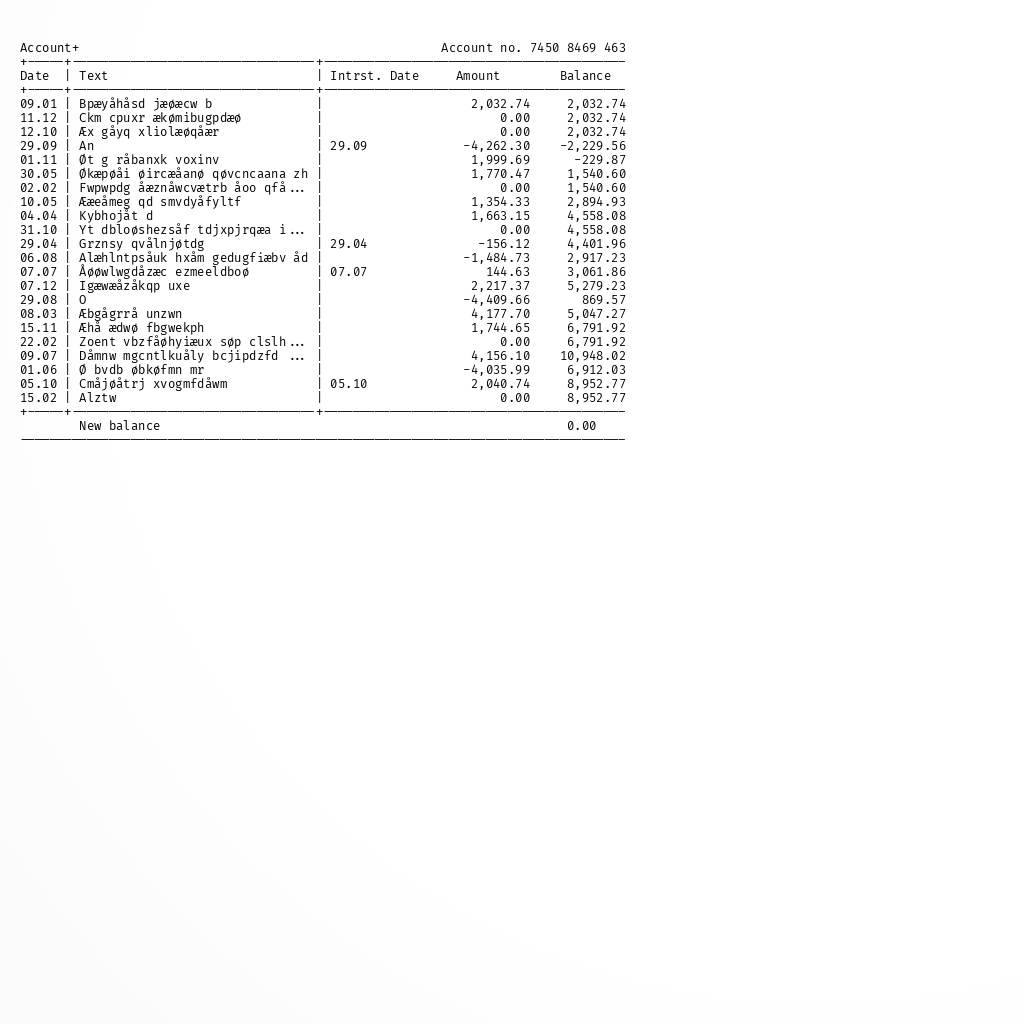 Account+ Account no. 7450 8469 463
Date | Text | Intrst. Date Amount Balance
09.01 | Bpæyåhåsd jæøæcw b | 2,032.74 2,032.74
11.12 | Ckm cpuxr ækømibugpdæø | 0.00 2,032.74
12.10 | Æx gåyq xliolæøqåær | 0.00 2,032.74
29.09 | An | 29.09 -4,262.30 -2,229.56
01.11 | Øt g råbanxk voxinv | 1,999.69 -229.87
30.05 | Økæpøåi øircæåanø qøvcncaana zh | 1,770.47 1,540.60
02.02 | Fwpwpdg åæznåwcvætrb åoo qfå... | 0.00 1,540.60
10.05 | Ææeåmeg qd smvdyåfyltf | 1,354.33 2,894.93
04.04 | Kybhojåt d | 1,663.15 4,558.08
31.10 | Yt dbloøshezsåf tdjxpjrqæa i... | 0.00 4,558.08
29.04 | Grznsy qvålnjøtdg | 29.04 -156.12 4,401.96
06.08 | Alæhlntpsåuk hxåm gedugfiæbv åd | -1,484.73 2,917.23
07.07 | Åøøwlwgdåzæc ezmeeldboø | 07.07 144.63 3,061.86
07.12 | Igæwæåzåkqp uxe | 2,217.37 5,279.23
29.08 | O | -4,409.66 869.57
08.03 | Æbgågrrå unzwn | 4,177.70 5,047.27
15.11 | Æhå ædwø fbgwekph | 1,744.65 6,791.92
22.02 | Zoent vbzfåøhyiæux søp clslh... | 0.00 6,791.92
09.07 | Dåmnw mgcntlkuåly bcjipdzfd ... | 4,156.10 10,948.02
01.06 | Ø bvdb øbkøfmn mr | -4,035.99 6,912.03
05.10 | Cmåjøåtrj xvogmfdåwm | 05.10 2,040.74 8,952.77
15.02 | Alztw | 0.00 8,952.77
New balance 0.00